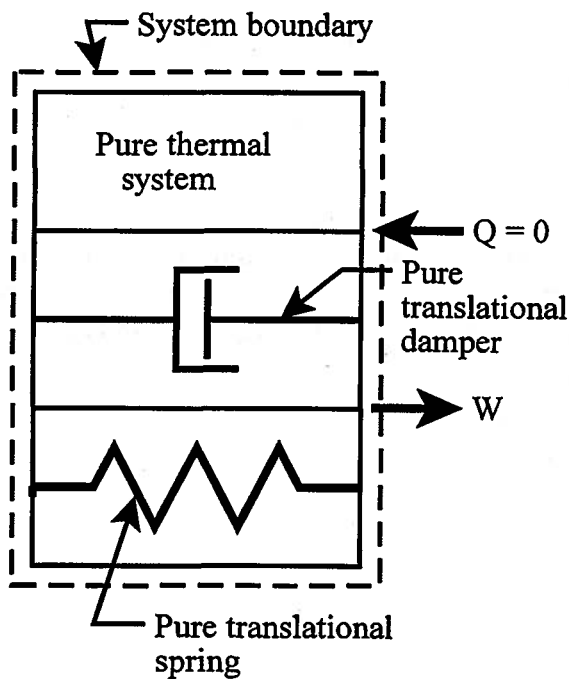 System boundary
Pure thermal
system
Q = 0
Pure
translational
damper
W
Pure translational
spring